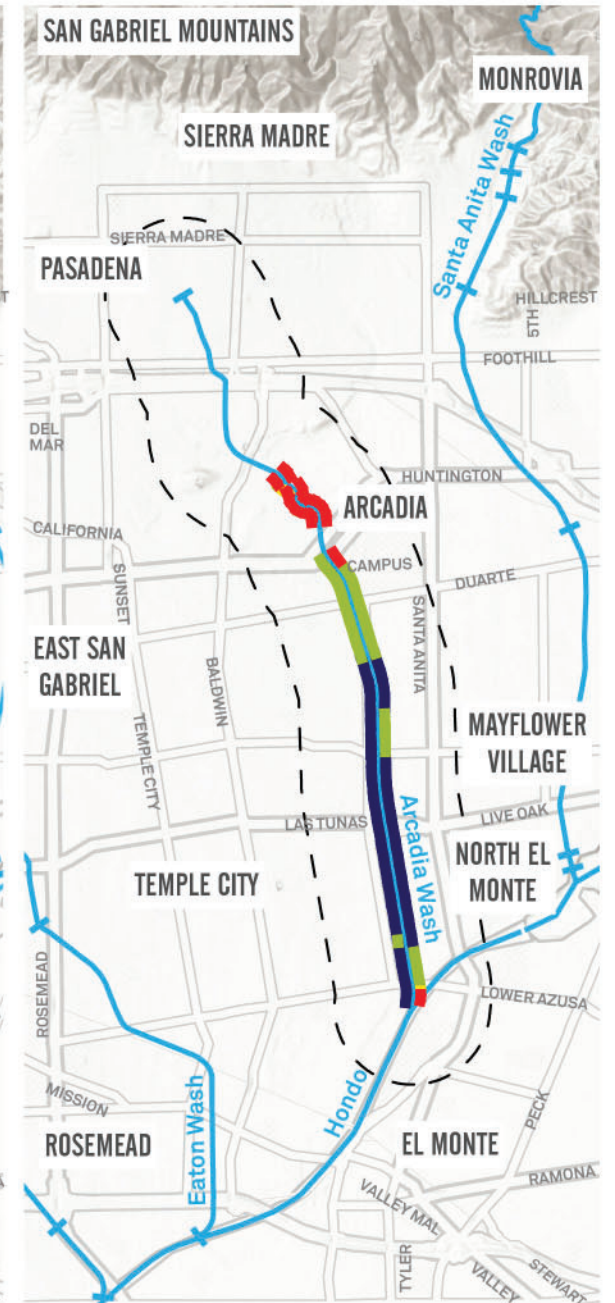 SAN GABRIEL MOUNTAINS
MONROVIA
SIERRA MADRE
Santa Anita Wash
SIERRA MADRE
PASADENA
HILLCREST
5TH
FOOTHILL
DEL
MAR
HUNTINGTON
ARCADIA
CALIFORNIA
CAMPUS
SUNSET
DUARTE
SANTA ANITA
EAST SAN
GABRIEL
BALDWIN
TEMPLE CITY
MAYFLOWER
VILLAGE
Arcadia Wash
LAS TUNAS
LIVE OAK
NORTH EL
MONTE
TEMPLE CITY
ROSEMEAD
LOWER AZUSA
MISSION
Eaton Wash
Hondo
PECK
ROSEMEAD
EL MONTE
RAMONA
VALLEY MAL
TYLER
VALLEY
STEWART